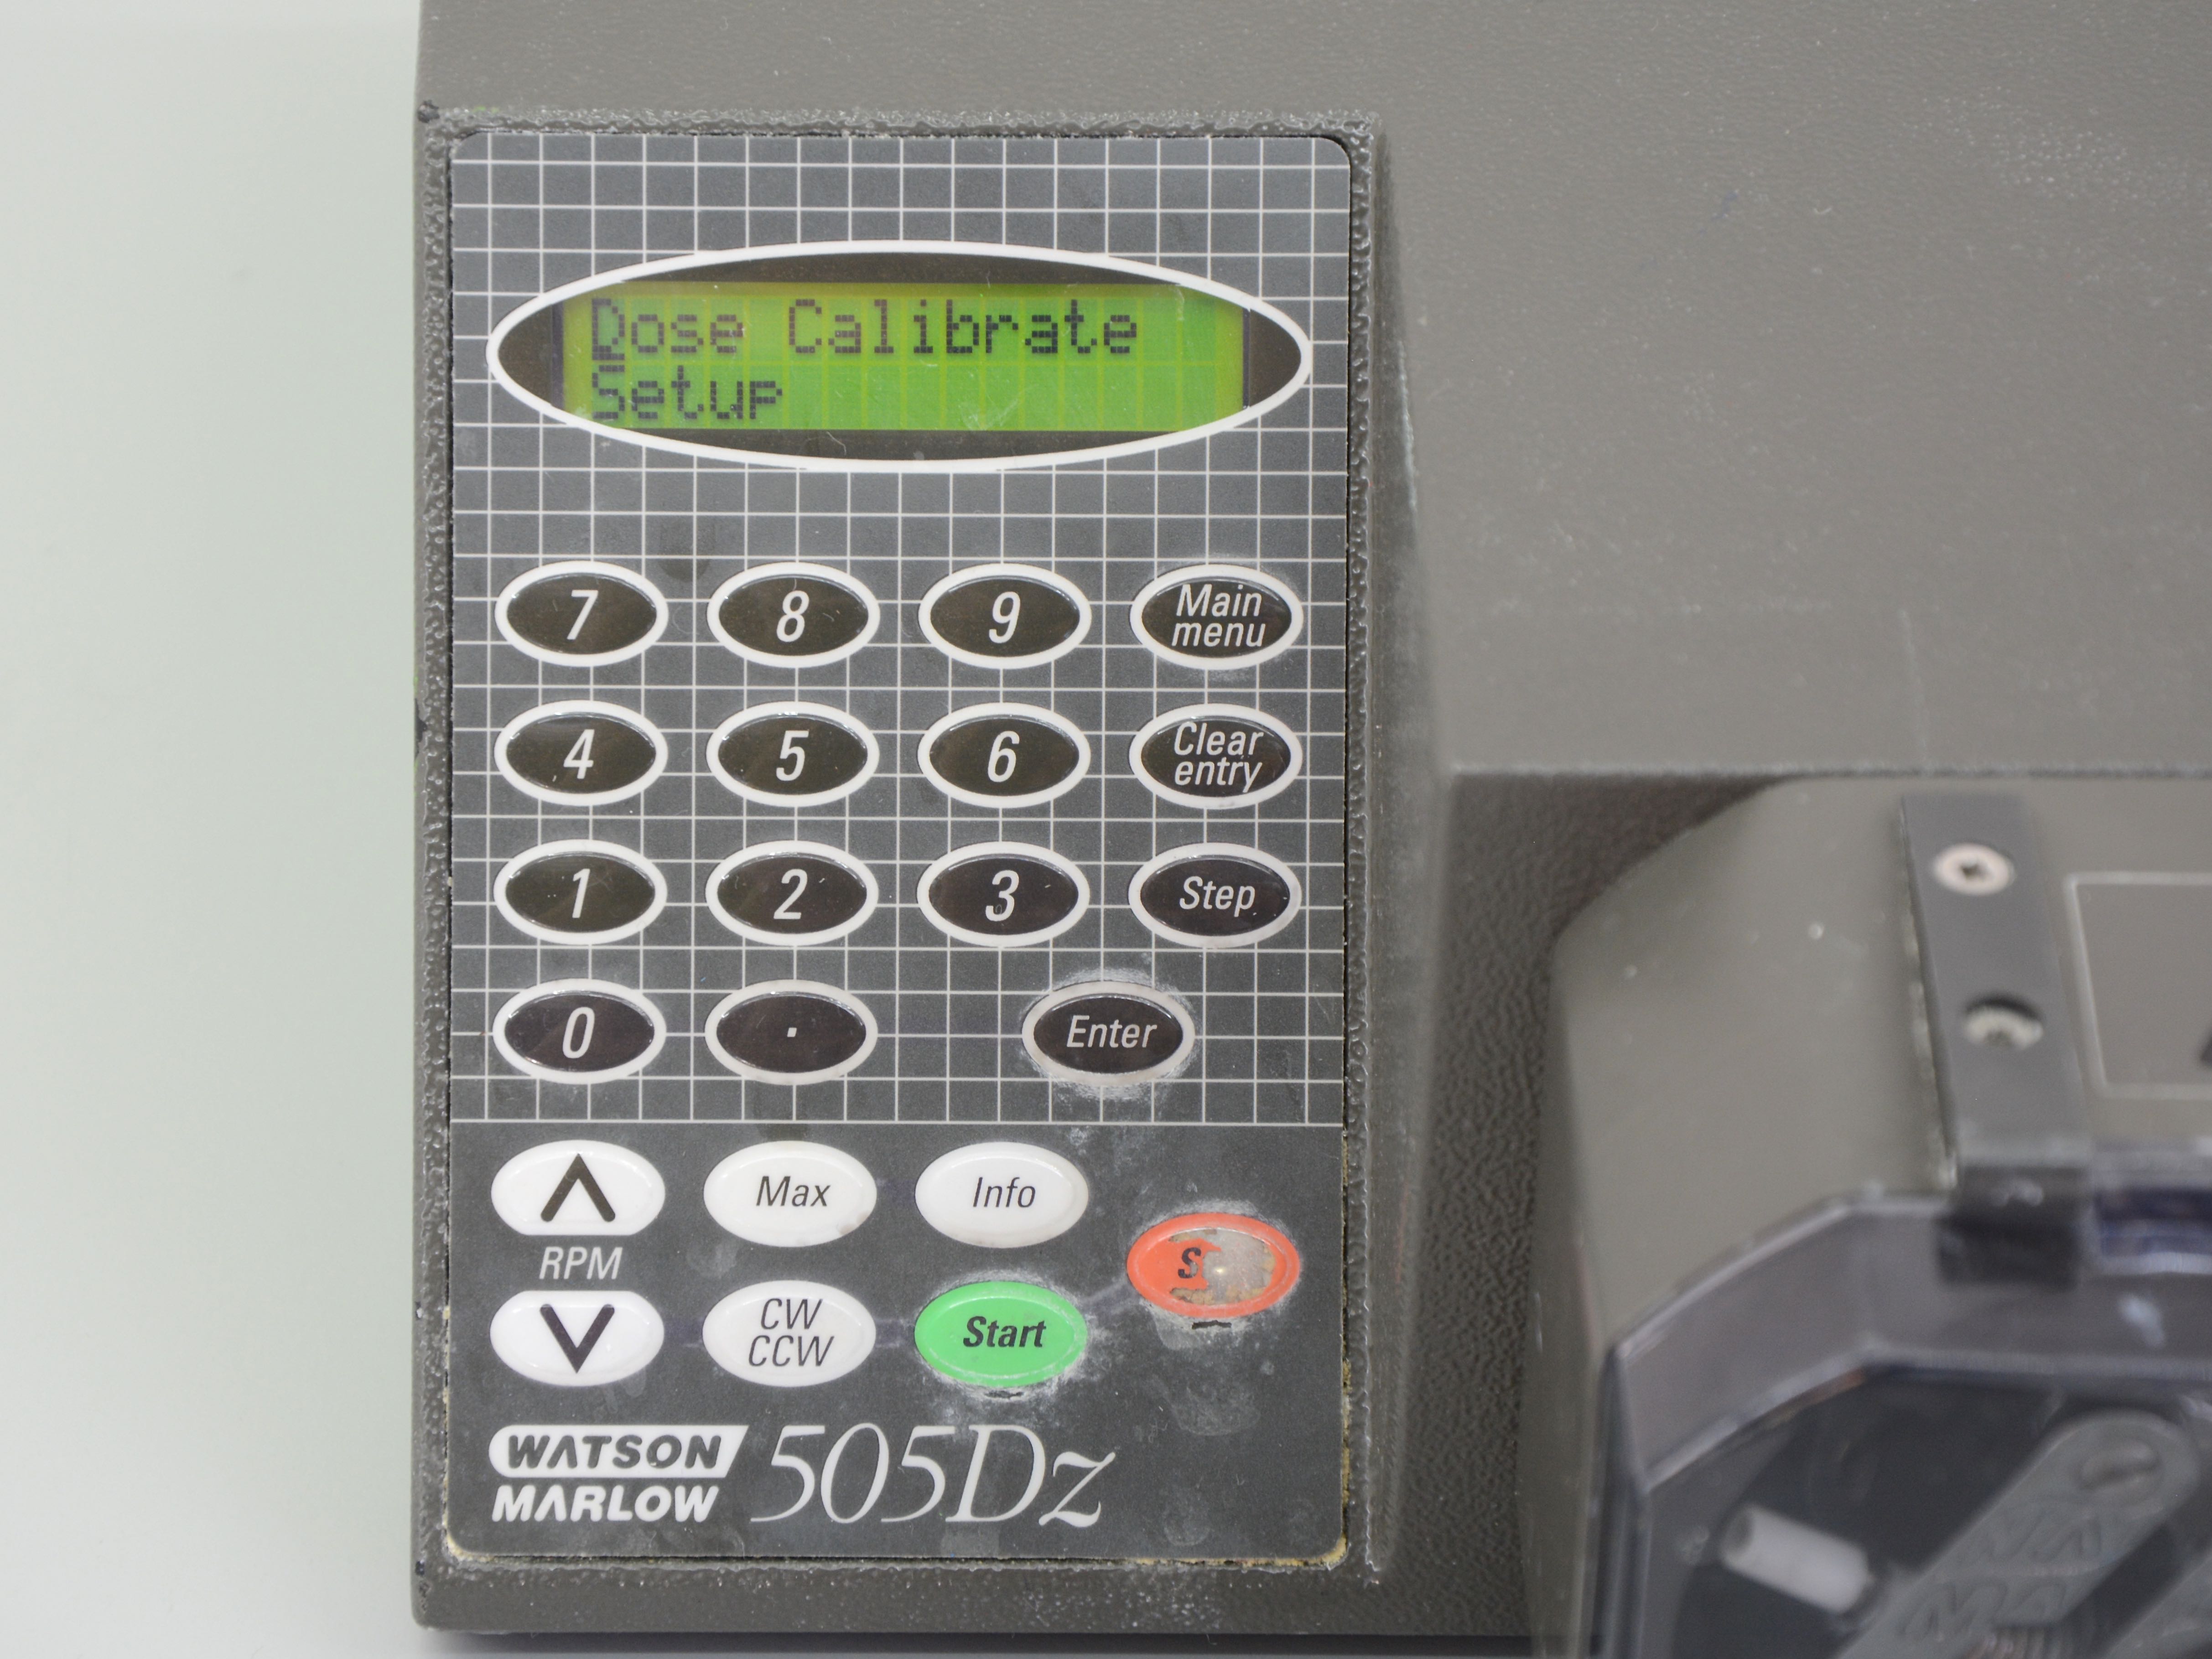 Dose Calibrate
Setup
7 8 9 Main menu
4 5 6 Clear entry
1 2 3 Step
0 . Enter
Max Info
RPM
CW
CCW Start
WATSON
MARLOW 505Dz